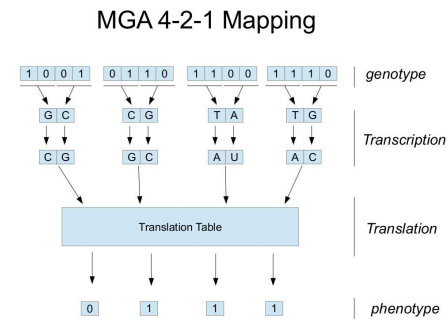 MGA 4-2-1 Mapping
1 0 0 1 0 1 1 0 1 1 0 0 1 1 1 0 genotype
G C C G T A T G
Transcription
C G G C A U A C
Translation Table Translation
0 1 1 1 phenotype